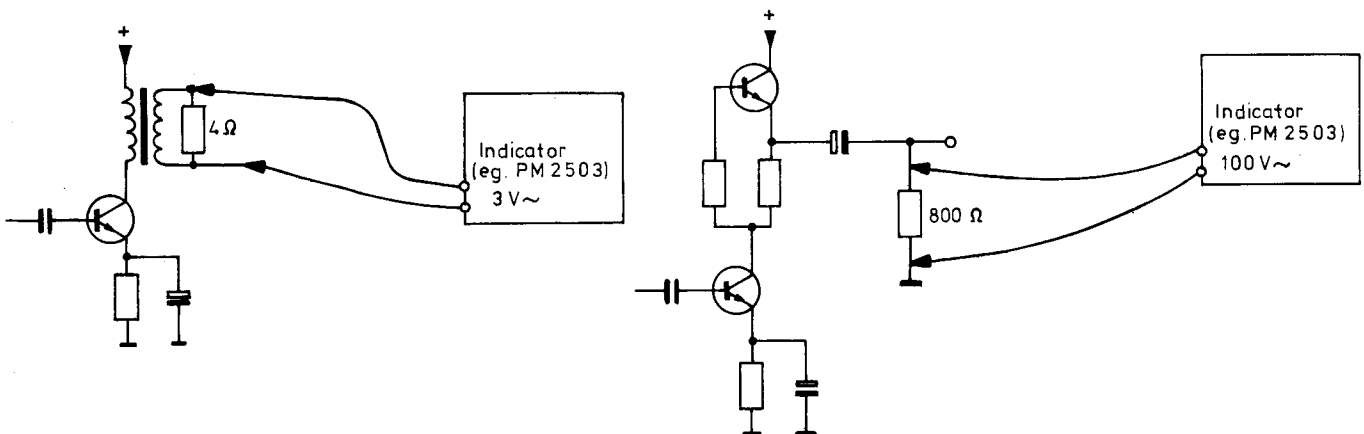 +
4Ω
Indicator
(eg. PM 2503)
3 V ~
+
800 Ω
Indicator
(eg. PM 2503)
100 V ~